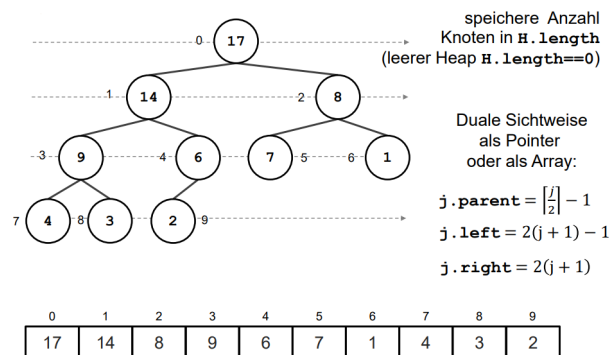 speichere Anzahl
Knoten in H.length
(leerer Heap H.length==0)
0 17
1 14 2 8
Duale Sichtweise
als Pointer
oder als Array:
3 9 4 6 7 5 6 1
j.parent = ⌈j/2⌉ − 1
7 4 8 3 2 9
j.left = 2(j + 1) − 1
j.right = 2(j + 1)
0 1 2 3 4 5 6 7 8 9
17 14 8 9 6 7 1 4 3 2